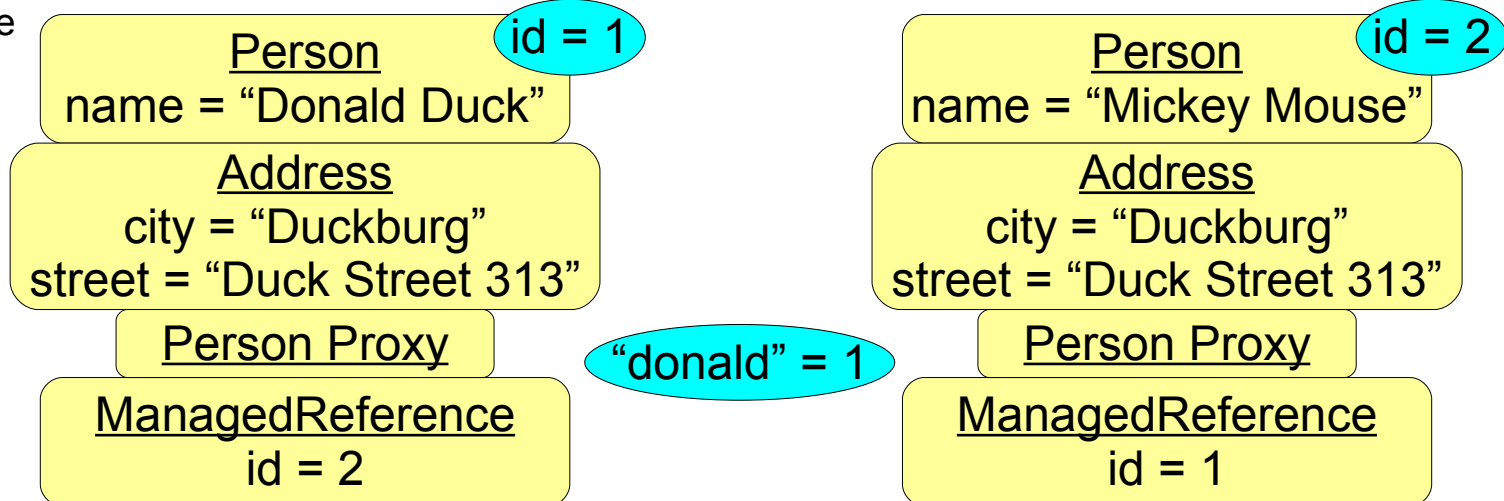 e
Person
id = 1
name = “Donald Duck”
Address
city = “Duckburg”
street = “Duck Street 313”
Person Proxy
ManagedReference
id = 2
“donald” = 1
Person
id = 2
name = “Mickey Mouse”
Address
city = “Duckburg”
street = “Duck Street 313”
Person Proxy
ManagedReference
id = 1